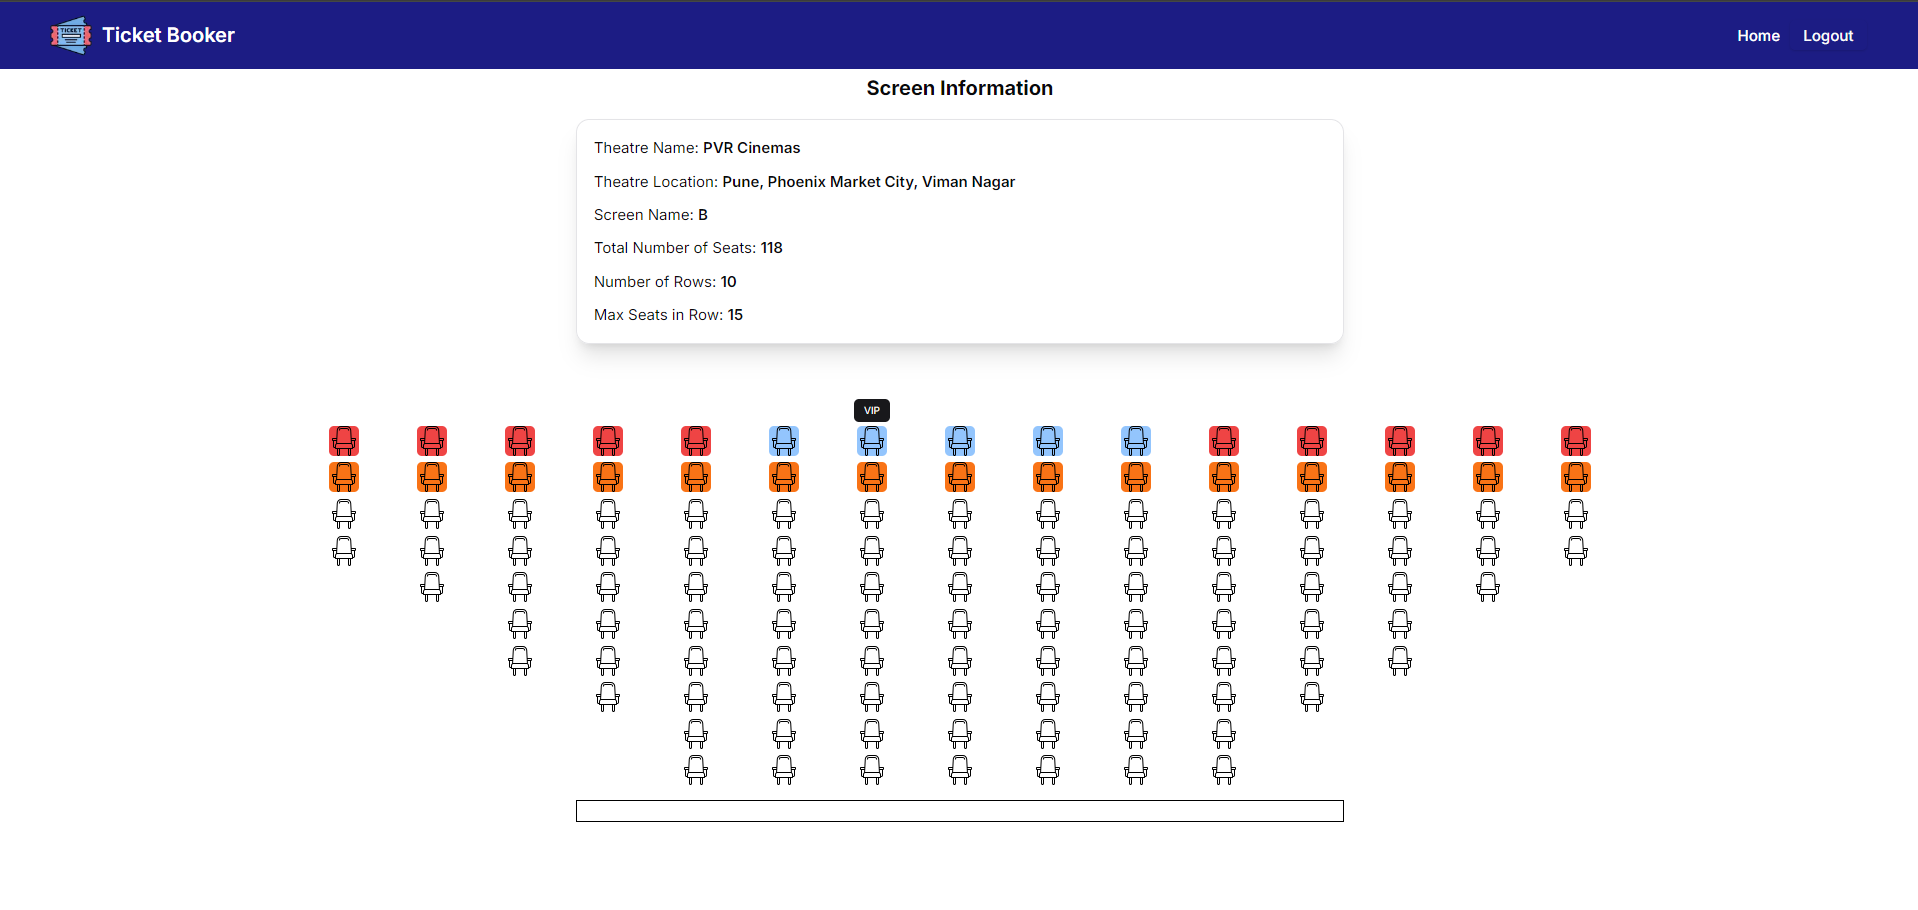 TICKET
Ticket Booker
Home
Logout
Screen Information
Theatre Name: PVR Cinemas
Theatre Location: Pune, Phoenix Market City, Viman Nagar
Screen Name: B
Total Number of Seats: 118
Number of Rows: 10
Max Seats in Row: 15
VIP